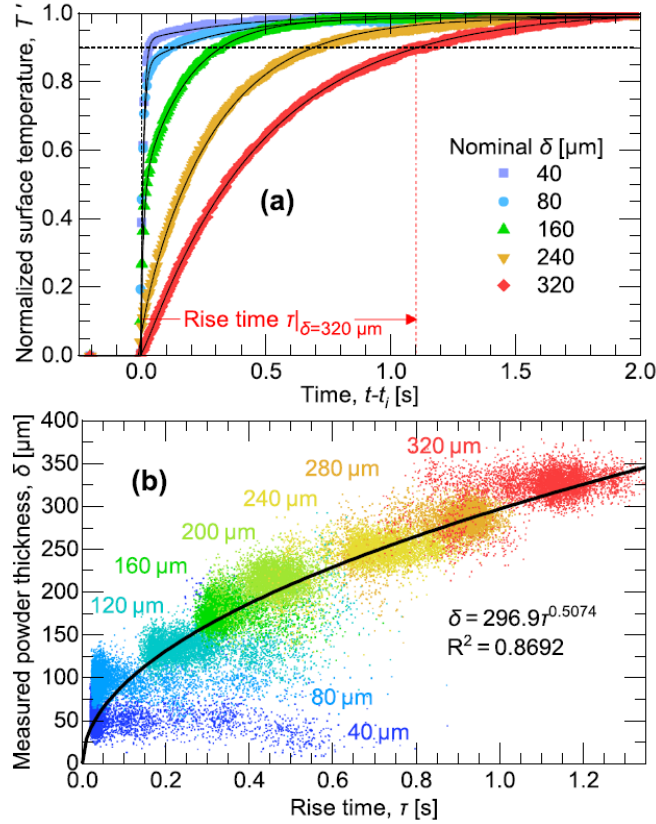 Normalized surface temperature, T'
1.0
0.8
0.6
0.4
0.2
0.0
(a)
Nominal δ [μm]
40
80
160
240
320
Rise time τ|δ=320 μm
0.0 0.5 1.0 1.5 2.0
Time, t-tᵢ [s]
Measured powder thickness, δ [μm]
400
350
300
250
200
150
100
50
0
(b)
320 μm
280 μm
240 μm
200 μm
160 μm
120 μm
80 μm
40 μm
δ = 296.9τ^0.5074
R² = 0.8692
0.0 0.2 0.4 0.6 0.8 1.0 1.2
Rise time, τ [s]